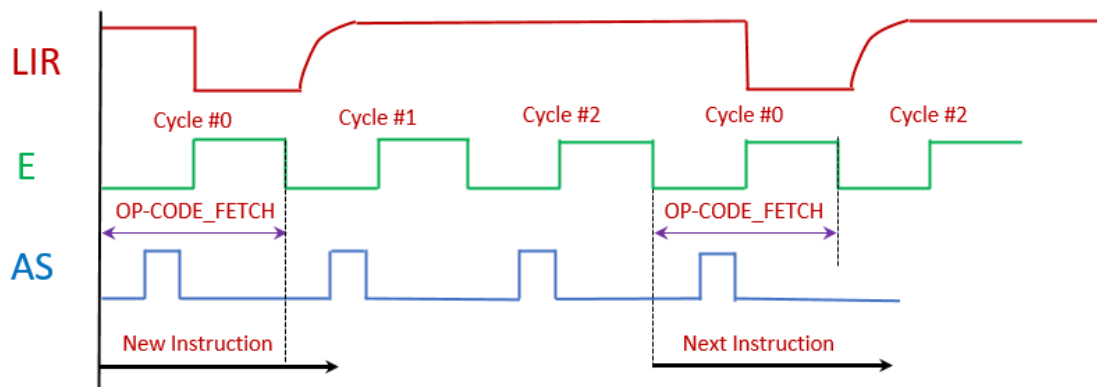 LIR
Cycle #0
Cycle #1
Cycle #2
Cycle #0
Cycle #2
E
OP-CODE_FETCH
OP-CODE_FETCH
AS
New Instruction
Next Instruction